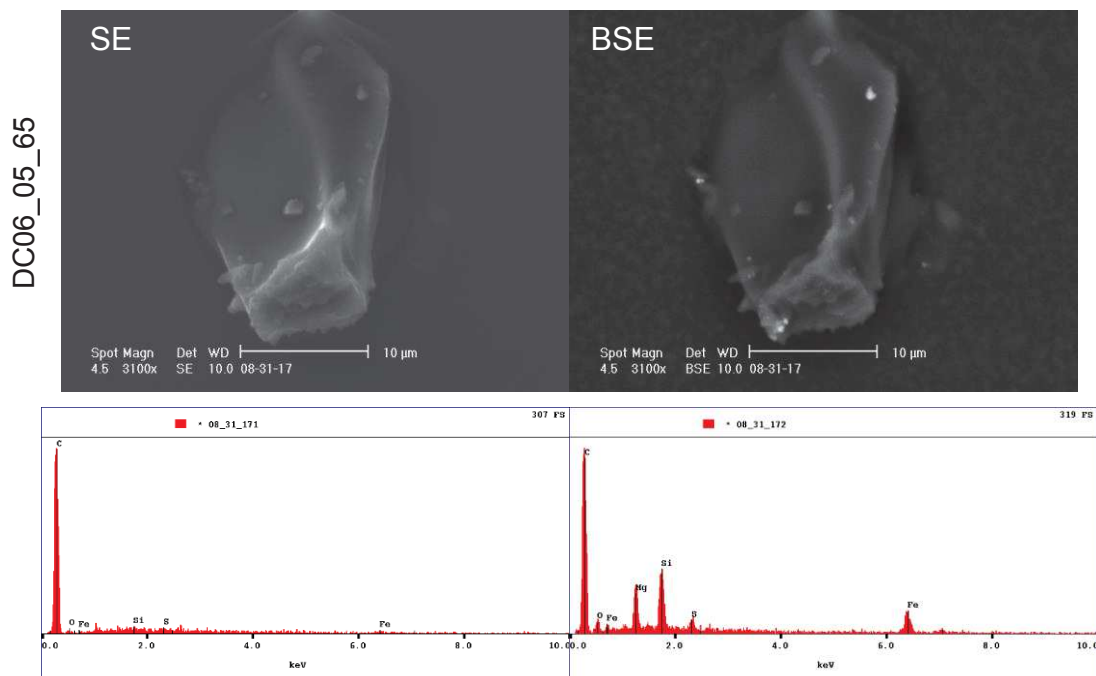 DC06_05_65
SE
Spot Magn Det WD 10 µm
4.5 3100x SE 10.0 08-31-17
BSE
Spot Magn Det WD 10 µm
4.5 3100x BSE 10.0 08-31-17
307 FS
* 08_31_171
C
O Fe Si S Fe
0.0 2.0 4.0 6.0 8.0 10.0
keV
319 FS
* 08_31_172
C
O Fe Mg Si S Fe
0.0 2.0 4.0 6.0 8.0 10.0
keV